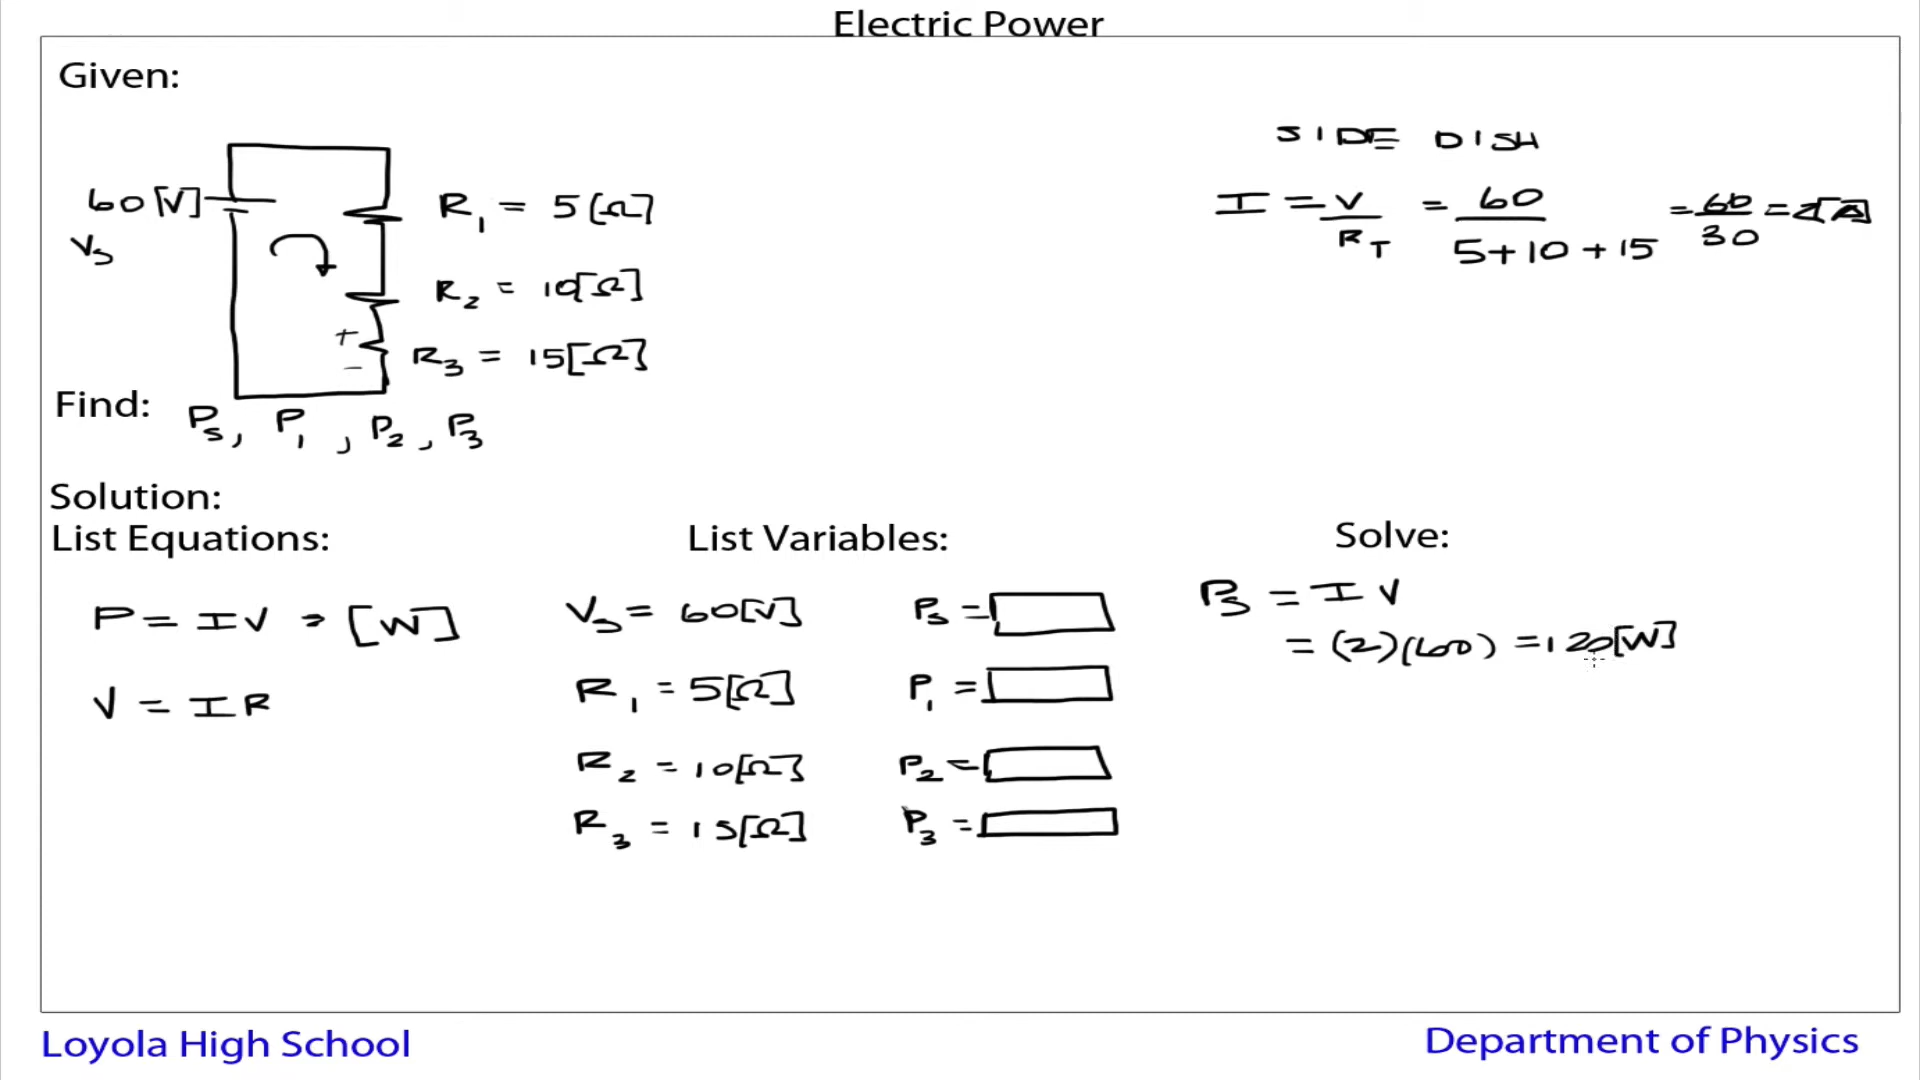 Electric Power
Given:
60[V]
Vs
R1 = 5[Ω]
R2 = 10[Ω]
+
-
R3 = 15[Ω]
SIDE DISH
I = V/RT = 60/(5+10+15) = 60/30 = 2[A]
Find: Ps, P1, P2, P3
Solution:
List Equations:
P = IV → [W]
V = IR
List Variables:
Vs = 60[V]
R1 = 5[Ω]
R2 = 10[Ω]
R3 = 15[Ω]
Ps =
P1 =
P2 =
P3 =
Solve:
Ps = IV
= (2)(60) = 120[W]
Loyola High School
Department of Physics